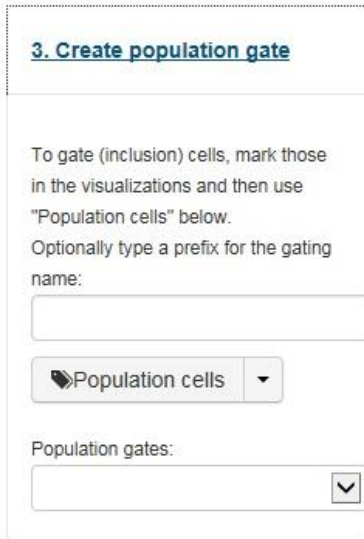 3. Create population gate
To gate (inclusion) cells, mark those
in the visualizations and then use
"Population cells" below.
Optionally type a prefix for the gating
name:
Population cells
Population gates: